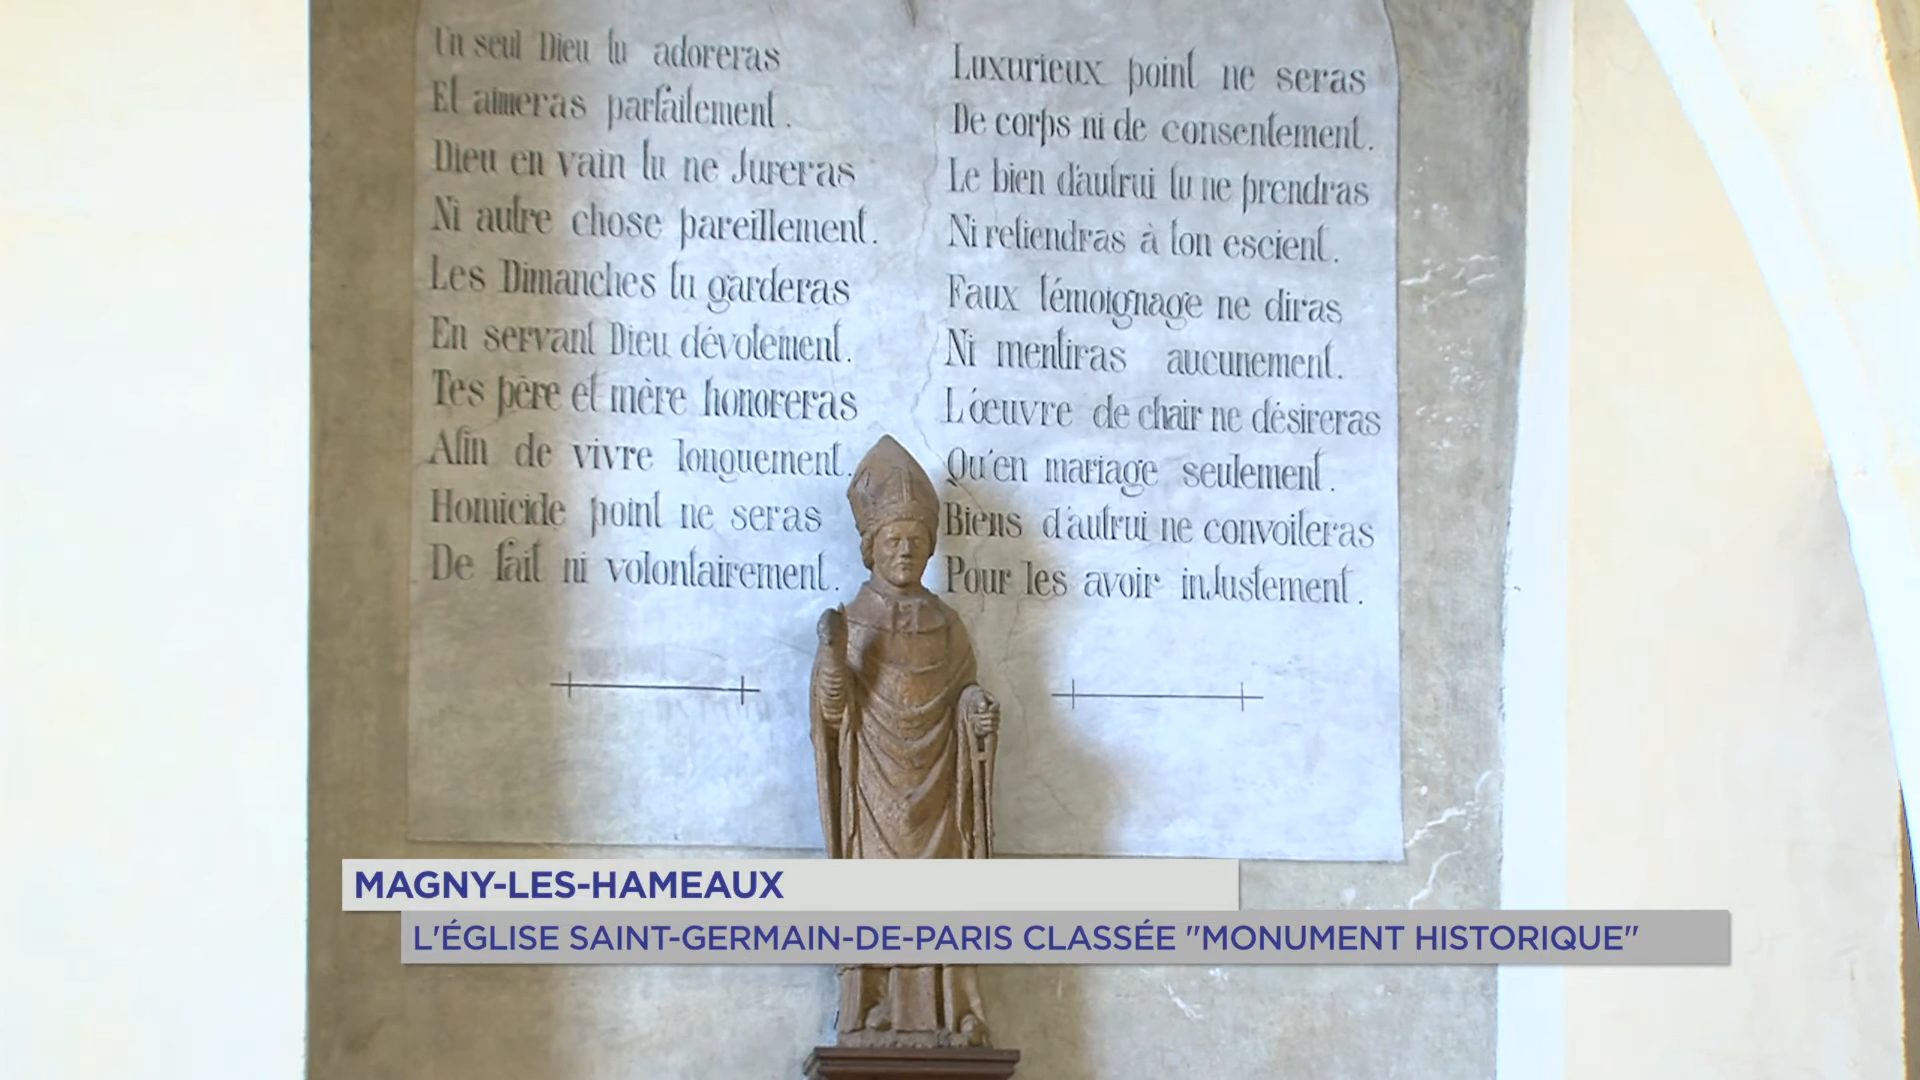 Un seul Dieu tu adoreras
Et aimeras parfaitement.
Dieu en vain tu ne Jureras
Ni autre chose pareillement.
Les Dimanches tu garderas
En servant Dieu dévotement.
Tes père et mère honoreras
Afin de vivre longuement.
Homicide point ne seras
De fait ni volontairement.
Luxurieux point ne seras
De corps ni de consentement.
Le bien d'autrui tu ne prendras
Ni retiendras à ton escient.
Faux témoignage ne diras
Ni mentiras aucunement.
L'œuvre de chair ne désireras
Qu'en mariage seulement.
Biens d'autrui ne convoiteras
Pour les avoir inJustement.
MAGNY-LES-HAMEAUX
L'ÉGLISE SAINT-GERMAIN-DE-PARIS CLASSÉE "MONUMENT HISTORIQUE"